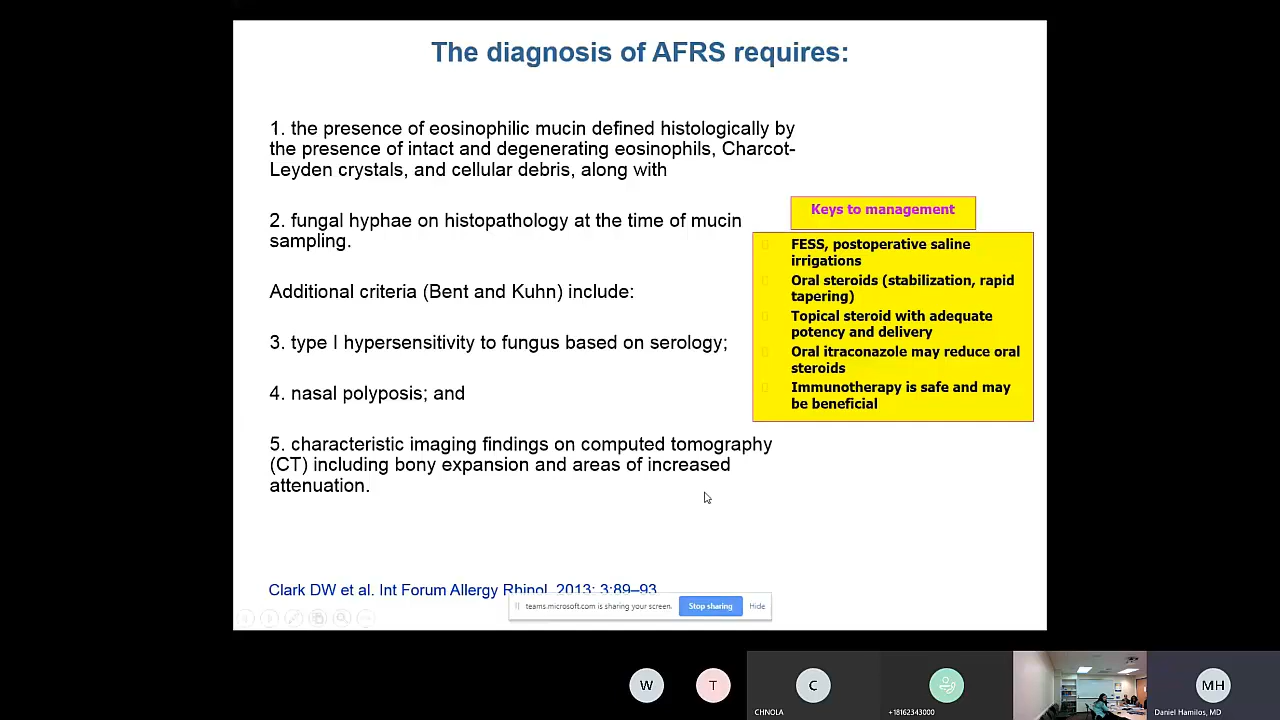 The diagnosis of AFRS requires:
1. the presence of eosinophilic mucin defined histologically by
the presence of intact and degenerating eosinophils, Charcot-
Leyden crystals, and cellular debris, along with
2. fungal hyphae on histopathology at the time of mucin
sampling.
Additional criteria (Bent and Kuhn) include:
3. type I hypersensitivity to fungus based on serology;
4. nasal polyposis; and
5. characteristic imaging findings on computed tomography
(CT) including bony expansion and areas of increased
attenuation.
Keys to management
FESS, postoperative saline
irrigations
Oral steroids (stabilization, rapid
tapering)
Topical steroid with adequate
potency and delivery
Oral itraconazole may reduce oral
steroids
Immunotherapy is safe and may
be beneficial
Clark DW et al. Int Forum Allergy Rhinol. 2013; 3:89–93.
teams.microsoft.com is sharing your screen.
Stop sharing
Hide
W
T
C
MH
CHNOLA
+18162343000
Daniel Hamilos, MD